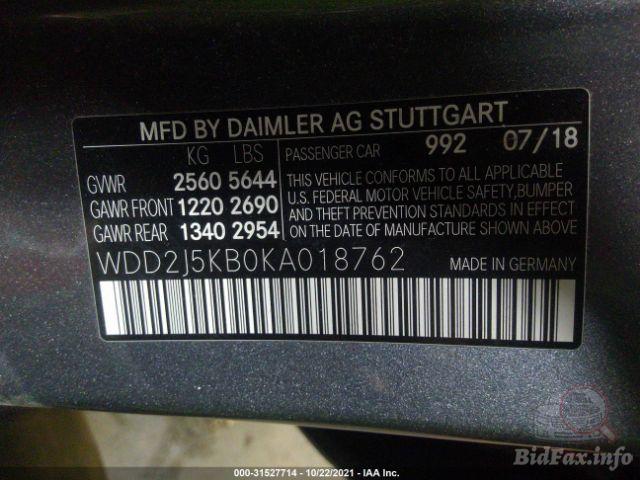 MFD BY DAIMLER AG STUTTGART
KG LBS
GVWR 2560 5644
GAWR FRONT 1220 2690
GAWR REAR 1340 2954
PASSENGER CAR 992 07/18
THIS VEHICLE CONFORMS TO ALL APPLICABLE
U.S. FEDERAL MOTOR VEHICLE SAFETY, BUMPER
AND THEFT PREVENTION STANDARDS IN EFFECT
ON THE DATE OF MANUFACTURE SHOWN ABOVE.
WDD2J5KB0KA018762 MADE IN GERMANY
000-31527714 - 10/22/2021 - IAA Inc.
BidFax.info